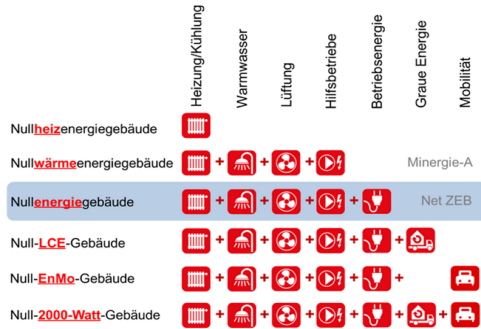 Heizung/Kühlung
Warmwasser
Lüftung
Hilfsbetriebe
Betriebsenergie
Graue Energie
Mobilität
Nullheizenergiegebäude
Nullwärmeenergiegebäude + + + Minergie-A
Nullenergiegebäude + + + + Net ZEB
Null-LCE-Gebäude + + + + +
Null-EnMo-Gebäude + + + + +
Null-2000-Watt-Gebäude + + + + + +